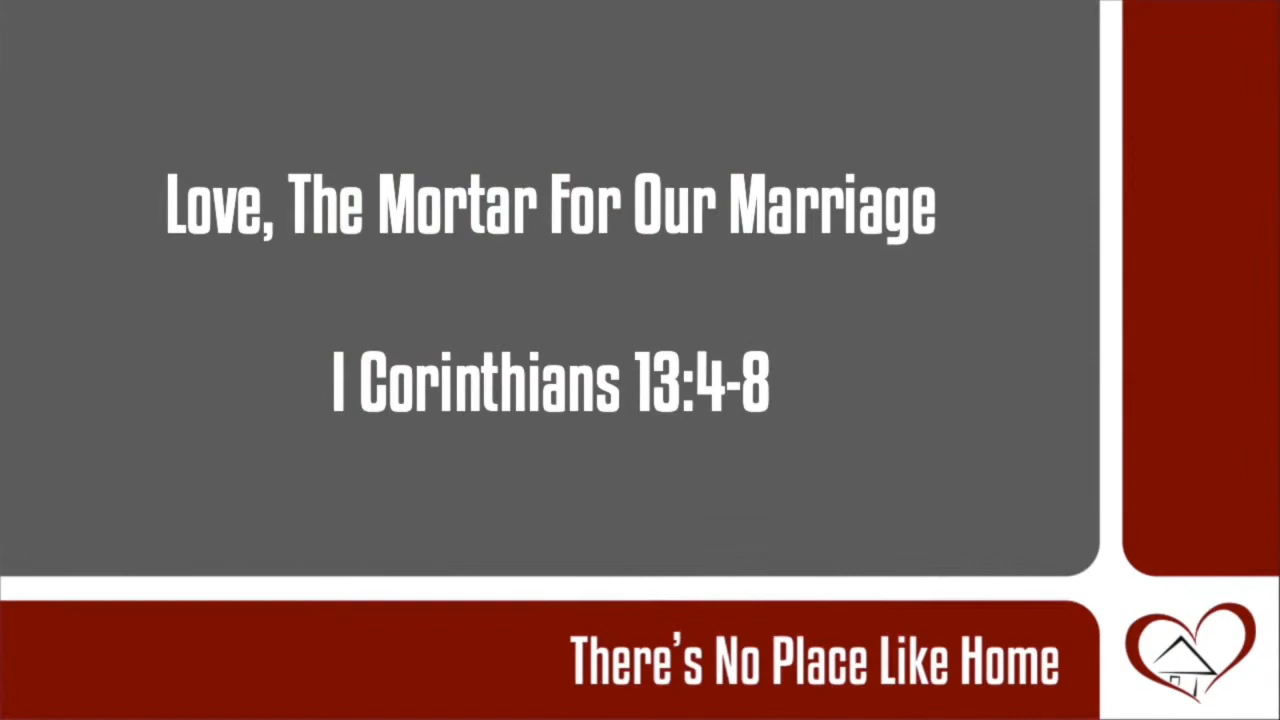 Love, The Mortar For Our Marriage
I Corinthians 13:4-8
There's No Place Like Home